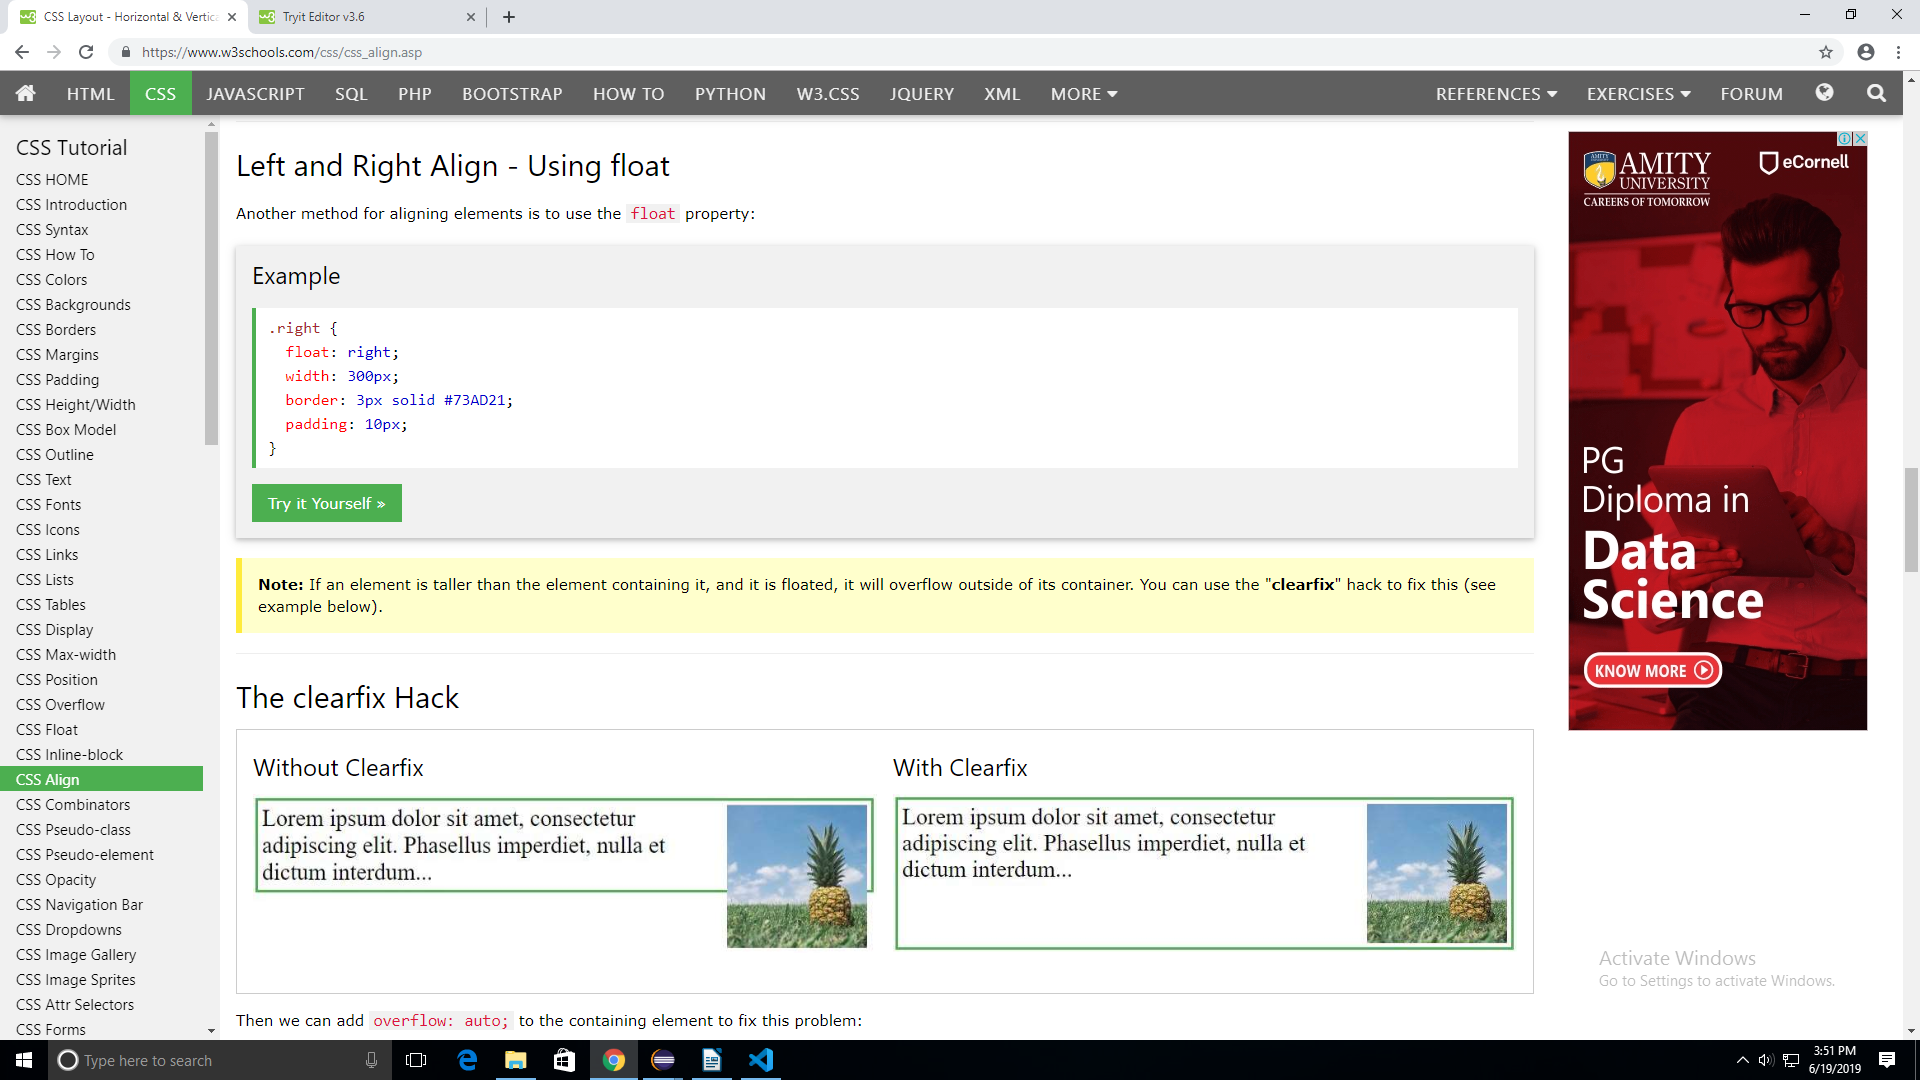 CSS Layout - Horizontal & Vertica
Tryit Editor v3.6
https://www.w3schools.com/css/css_align.asp
HTML
CSS
JAVASCRIPT
SQL
PHP
BOOTSTRAP
HOW TO
PYTHON
W3.CSS
JQUERY
XML
MORE
REFERENCES
EXERCISES
FORUM
CSS Tutorial
CSS HOME
CSS Introduction
CSS Syntax
CSS How To
CSS Colors
CSS Backgrounds
CSS Borders
CSS Margins
CSS Padding
CSS Height/Width
CSS Box Model
CSS Outline
CSS Text
CSS Fonts
CSS Icons
CSS Links
CSS Lists
CSS Tables
CSS Display
CSS Max-width
CSS Position
CSS Overflow
CSS Float
CSS Inline-block
CSS Align
CSS Combinators
CSS Pseudo-class
CSS Pseudo-element
CSS Opacity
CSS Navigation Bar
CSS Dropdowns
CSS Image Gallery
CSS Image Sprites
CSS Attr Selectors
CSS Forms
Left and Right Align - Using float
Another method for aligning elements is to use the float property:
Example
.right {
float: right;
width: 300px;
border: 3px solid #73AD21;
padding: 10px;
}
Try it Yourself »
Note: If an element is taller than the element containing it, and it is floated, it will overflow outside of its container. You can use the "clearfix" hack to fix this (see
example below).
The clearfix Hack
Without Clearfix
Lorem ipsum dolor sit amet, consectetur
adipiscing elit. Phasellus imperdiet, nulla et
dictum interdum...
With Clearfix
Lorem ipsum dolor sit amet, consectetur
adipiscing elit. Phasellus imperdiet, nulla et
dictum interdum...
Then we can add overflow: auto; to the containing element to fix this problem:
AMITY
UNIVERSITY
CAREERS OF TOMORROW
eCornell
PG
Diploma in
Data
Science
KNOW MORE
Activate Windows
Go to Settings to activate Windows.
Type here to search
3:51 PM
6/19/2019